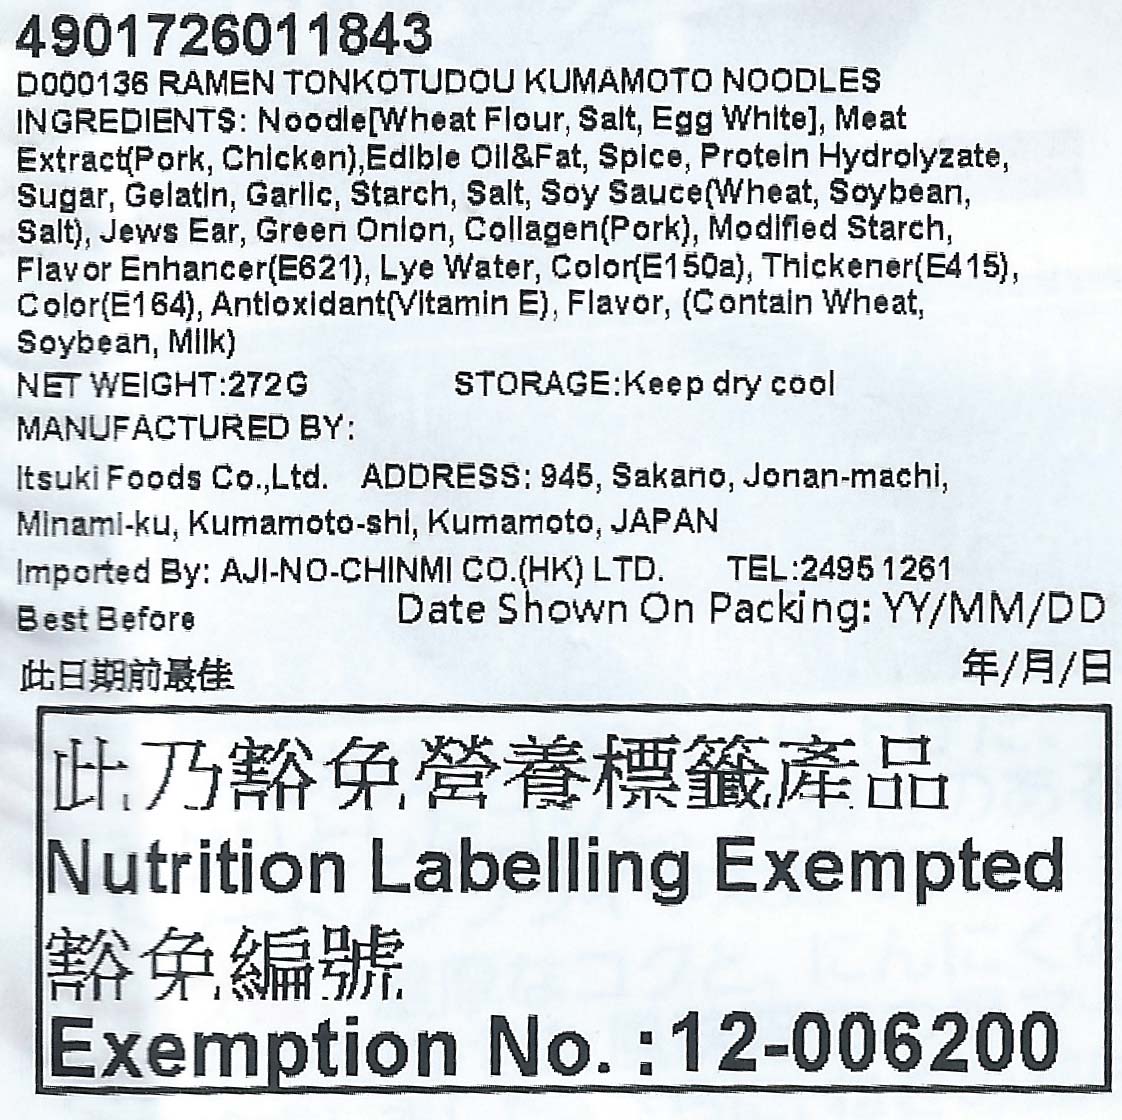 4901726011843
D000136 RAMEN TONKOTUDOU KUMAMOTO NOODLES
INGREDIENTS: Noodle[Wheat Flour, Salt, Egg White], Meat
Extract(Pork, Chicken),Edible Oil&Fat, Spice, Protein Hydrolyzate,
Sugar, Gelatin, Garlic, Starch, Salt, Soy Sauce(Wheat, Soybean,
Salt), Jews Ear, Green Onion, Collagen(Pork), Modified Starch,
Flavor Enhancer(E621), Lye Water, Color(E150a), Thickener(E415),
Color(E164), Antioxidant(Vitamin E), Flavor, (Contain Wheat,
Soybean, Milk)
NET WEIGHT:272G STORAGE:Keep dry cool
MANUFACTURED BY:
Itsuki Foods Co.,Ltd. ADDRESS: 945, Sakano, Jonan-machi,
Minami-ku, Kumamoto-shi, Kumamoto, JAPAN
Imported By: AJI-NO-CHINMI CO.(HK) LTD. TEL:2495 1261
Best Before Date Shown On Packing: YY/MM/DD
此日期前最佳 年/月/日
此乃豁免營養標籤產品
Nutrition Labelling Exempted
豁免編號
Exemption No. :12-006200